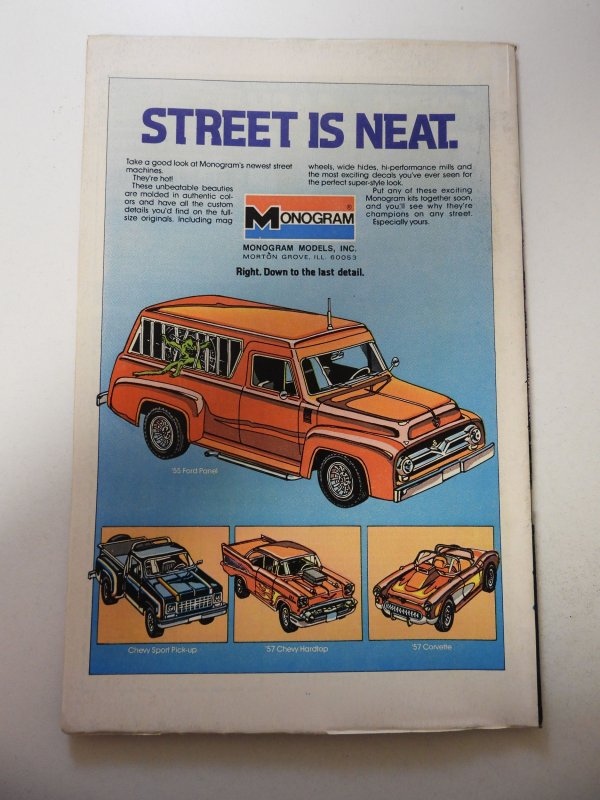 STREET IS NEAT.
Take a good look at Monogram's newest street
machines.
They're hot!
These unbeatable beauties
are molded in authentic col-
ors and have all the custom
details you'd find on the full-
size originals. Including mag
wheels, wide hides, hi-performance mills and
the most exciting decals you've ever seen for
the perfect super-style look.
Put any of these exciting
Monogram kits together soon,
and you'll see why they're
champions on any street.
Especially yours.
MONOGRAM®
MONOGRAM MODELS, INC.
MORTON GROVE, ILL. 60053
Right. Down to the last detail.
'55 Ford Panel
Chevy Sport Pick-up
'57 Chevy Hardtop
'57 Corvette